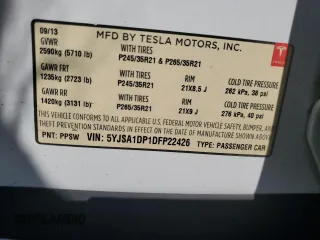 09/13
MFD BY TESLA MOTORS, INC.
GVWR
2590kg (5710 lb)
WITH TIRES
P245/35R21 & P265/35R21
TESLA
GAWR FRT
1235kg (2723 lb)
WITH TIRES
P245/35R21
RIM
21X8.5 J
COLD TIRE PRESSURE
262 kPa, 38 psi
GAWR RR
1420kg (3131 lb)
WITH TIRES
P265/35R21
RIM
21X9 J
COLD TIRE PRESSURE
276 kPa, 40 psi
THIS VEHICLE CONFORMS TO ALL APPLICABLE
FEDERAL MOTOR VEHICLE SAFETY, BUMPER, AND
THEFT PREVENTION STANDARDS IN EFFECT ON THE DATE OF MANUFACTURE SHOWN ABOVE.
PNT: PPSW
VIN: 5YJSA1DP1DFP22426
TYPE: PASSENGER CAR